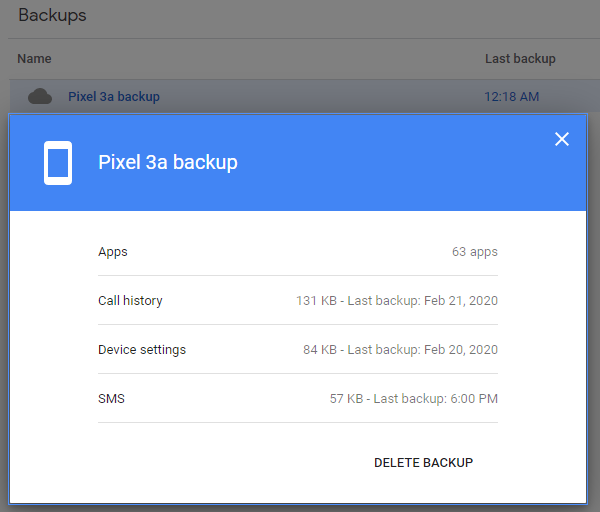 Backups
Name Last backup
Pixel 3a backup 12:18 AM
Pixel 3a backup
Apps 63 apps
Call history 131 KB - Last backup: Feb 21, 2020
Device settings 84 KB - Last backup: Feb 20, 2020
SMS 57 KB - Last backup: 6:00 PM
DELETE BACKUP